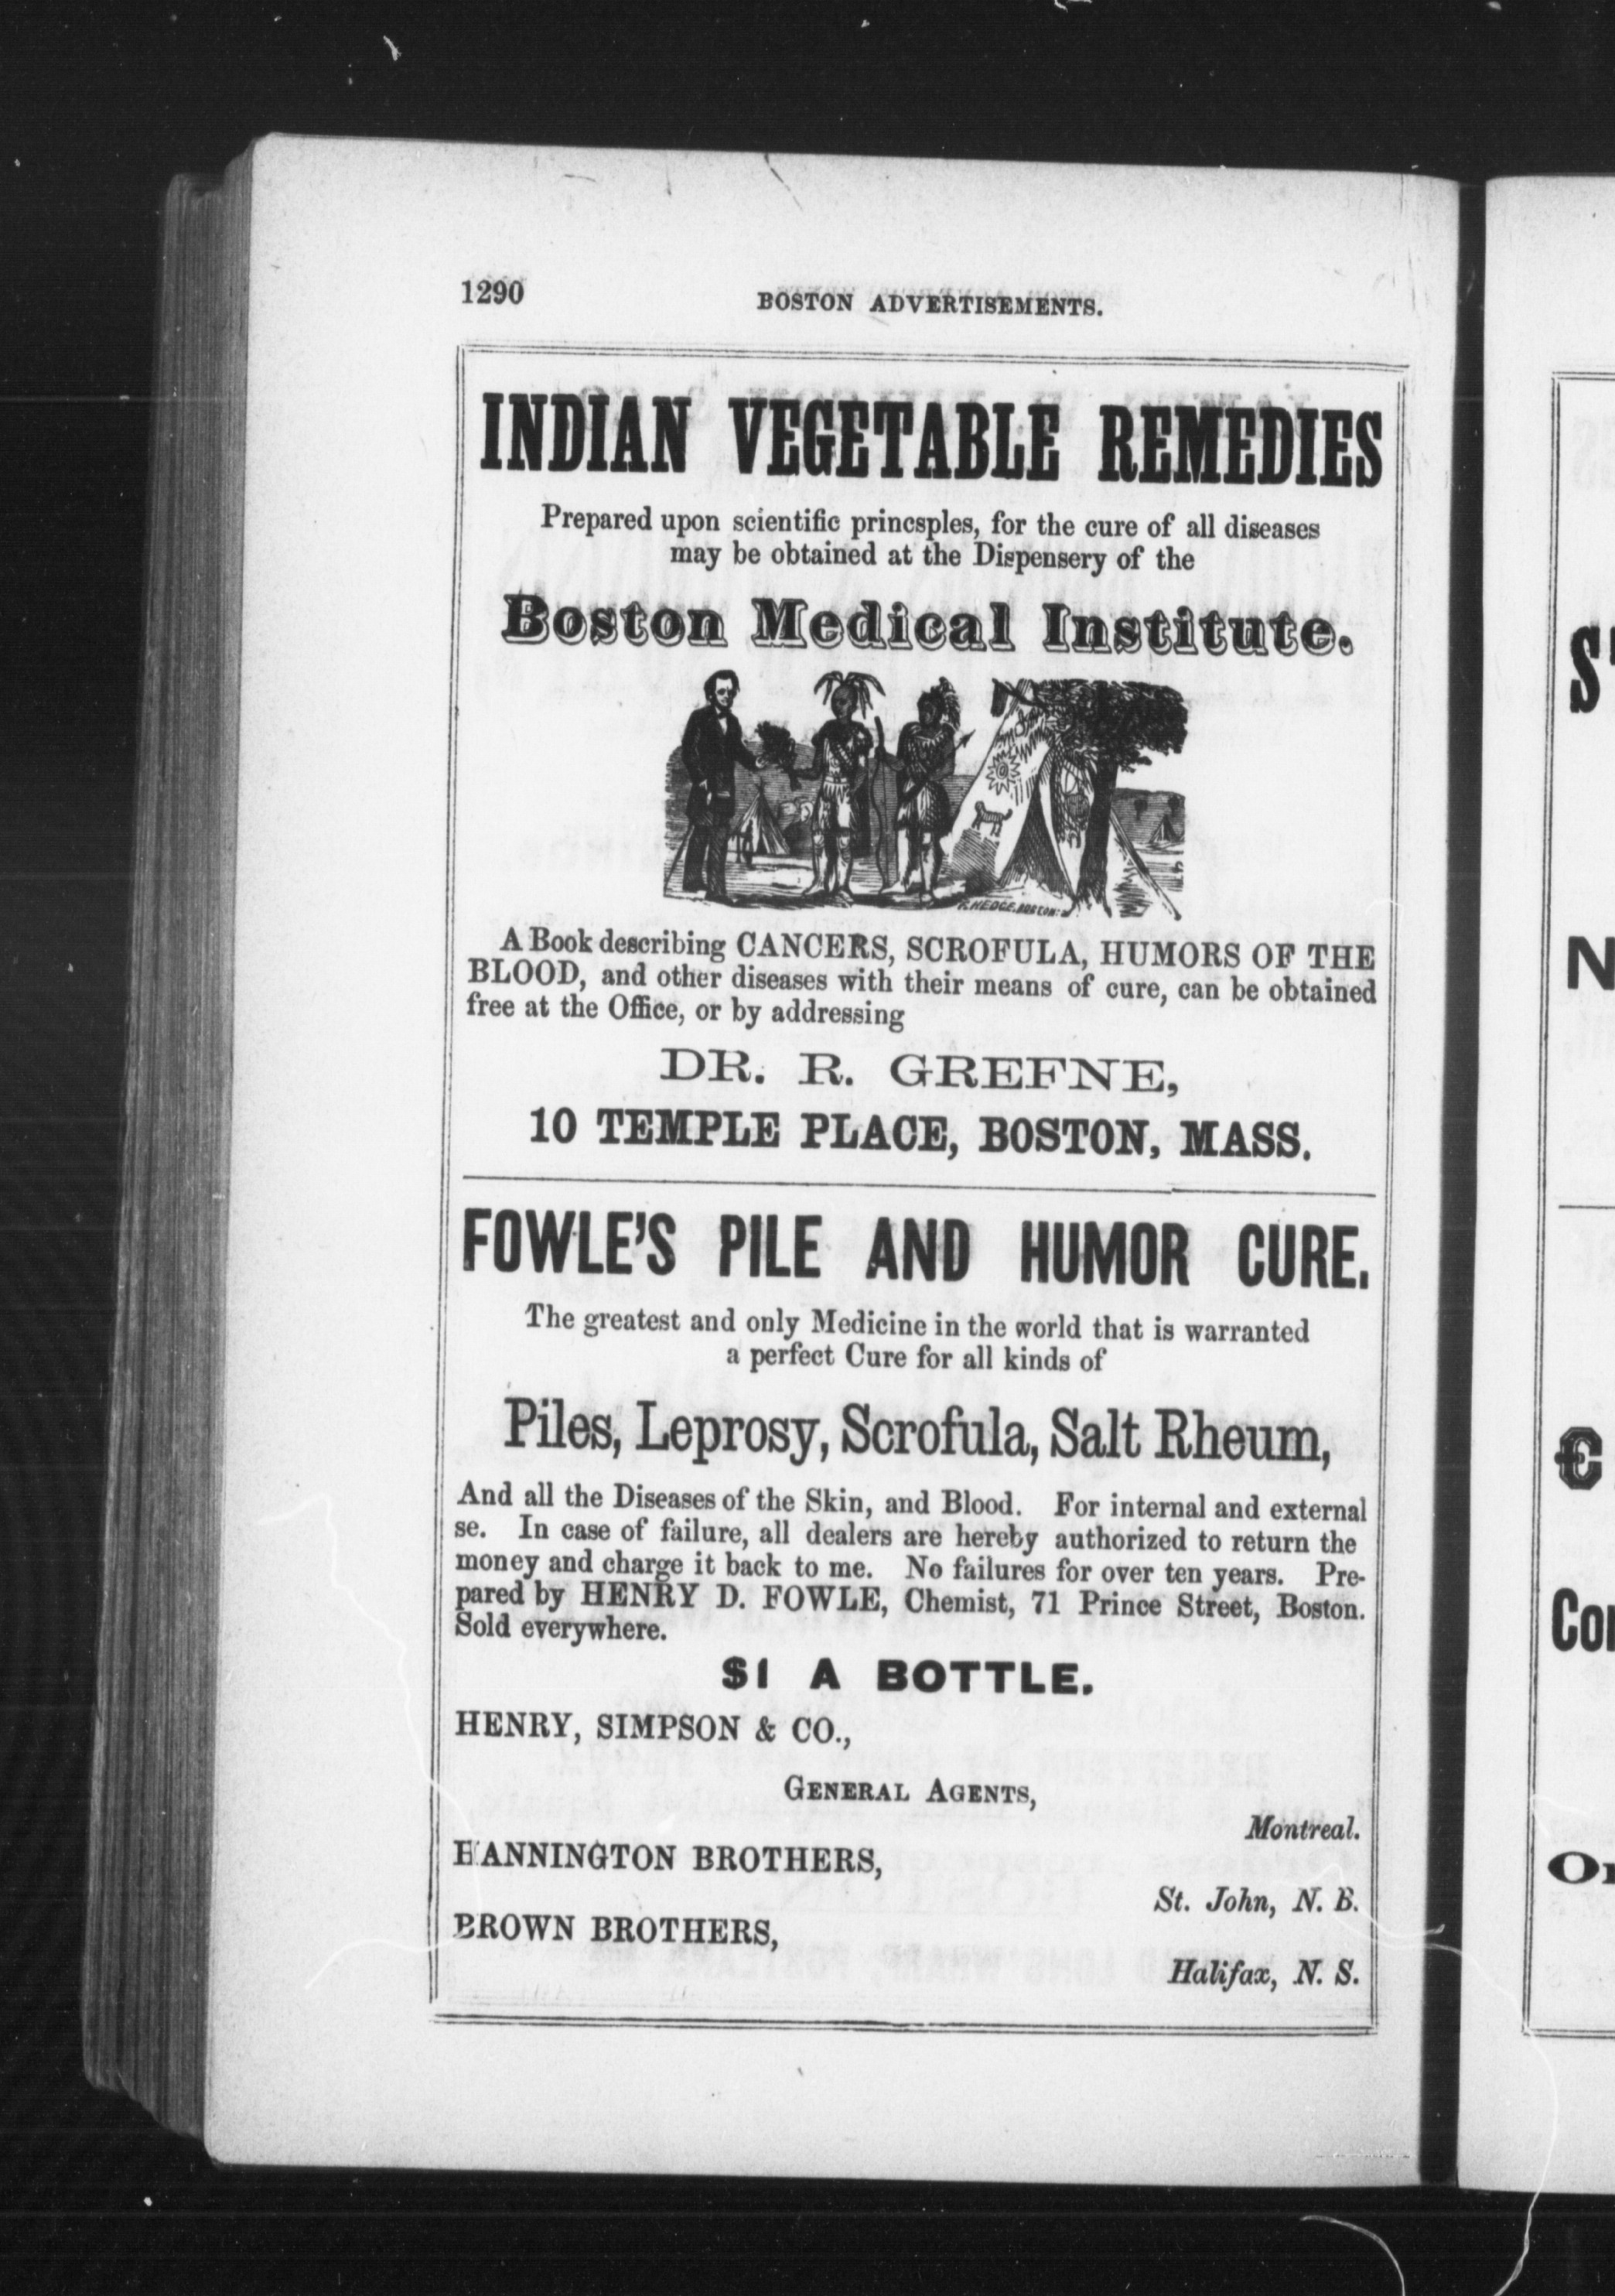 1290
BOSTON ADVERTISEMENTS.
INDIAN VEGETABLE REMEDIES
Prepared upon scientific princsples, for the cure of all diseases
may be obtained at the Dispensery of the
Boston Medical Institute.
R. HEDGE. BOSTON.
A Book describing CANCERS, SCROFULA, HUMORS OF THE
BLOOD, and other diseases with their means of cure, can be obtained
free at the Office, or by addressing
DR. R. GREFNE,
10 TEMPLE PLACE, BOSTON, MASS.
FOWLE'S PILE AND HUMOR CURE.
The greatest and only Medicine in the world that is warranted
a perfect Cure for all kinds of
Piles, Leprosy, Scrofula, Salt Rheum,
And all the Diseases of the Skin, and Blood. For internal and external
se. In case of failure, all dealers are hereby authorized to return the
money and charge it back to me. No failures for over ten years. Pre-
pared by HENRY D. FOWLE, Chemist, 71 Prince Street, Boston.
Sold everywhere.
$1 A BOTTLE.
HENRY, SIMPSON & CO.,
GENERAL AGENTS,
Montreal.
HANNINGTON BROTHERS,
St. John, N. B.
BROWN BROTHERS,
Halifax, N. S.